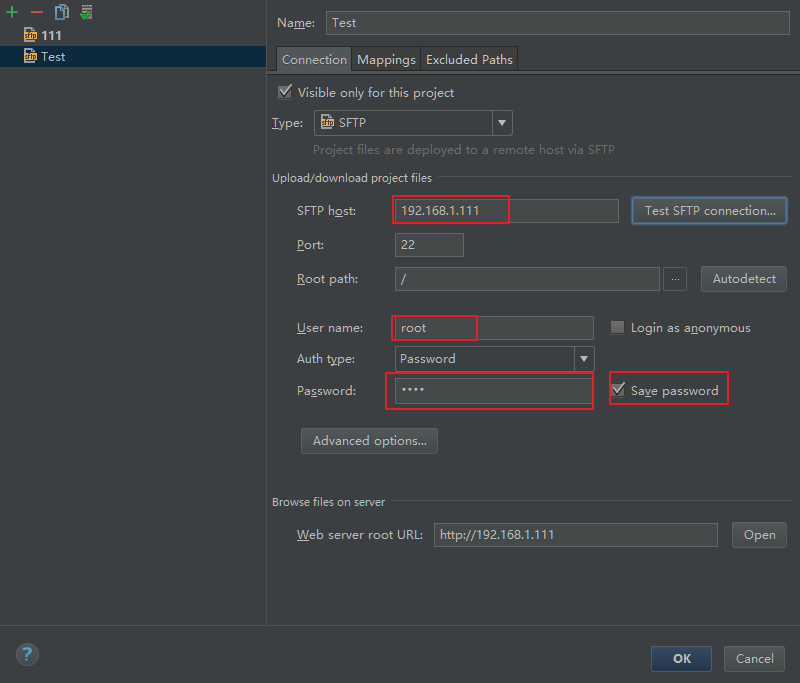 111
Test
Name: Test
Connection Mappings Excluded Paths
Visible only for this project
Type: SFTP
Project files are deployed to a remote host via SFTP
Upload/download project files
SFTP host: 192.168.1.111 Test SFTP connection...
Port: 22
Root path: / ... Autodetect
User name: root Login as anonymous
Auth type: Password
Password: •••• Save password
Advanced options...
Browse files on server
Web server root URL: http://192.168.1.111 Open
? OK Cancel